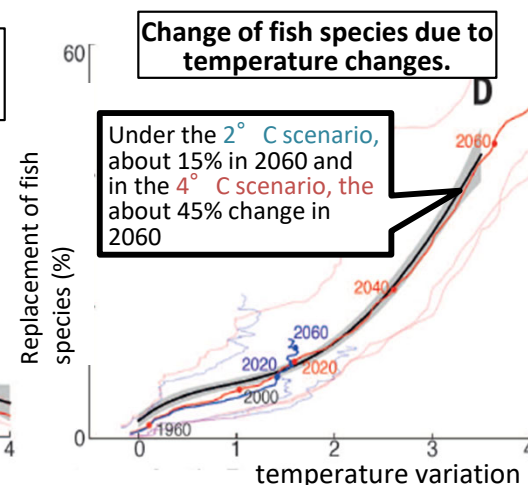 Change of fish species due to
temperature changes.
60
D
Under the 2° C scenario,
about 15% in 2060 and
in the 4° C scenario, the
about 45% change in
2060
Replacement of fish
species (%)
2060
2040
2060
2020
2020
2000
1960
0
4
0
1
2
3
4
temperature variation